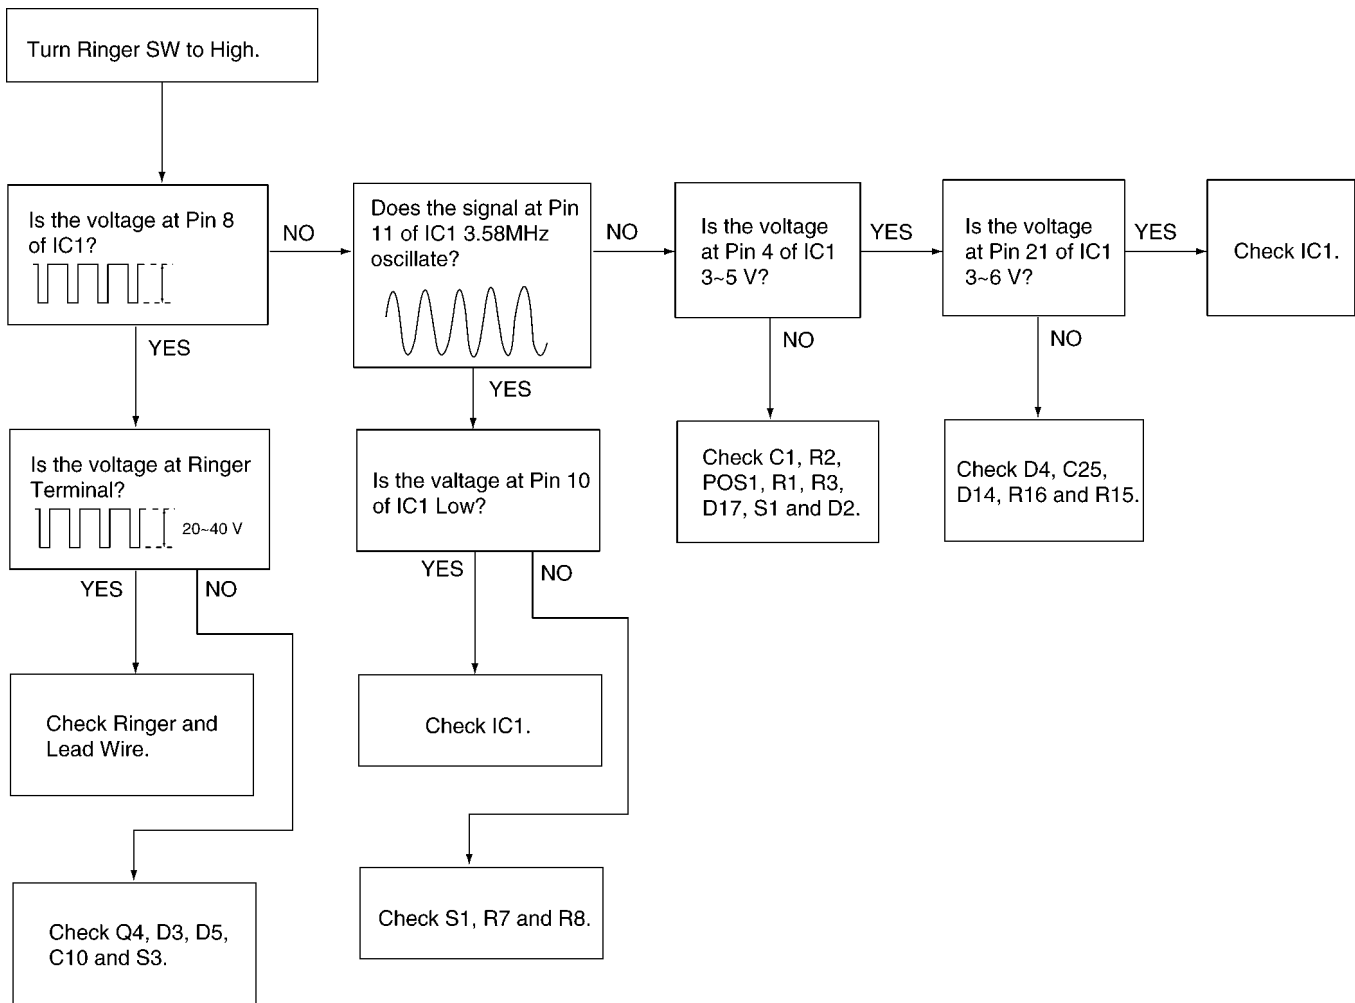 Turn Ringer SW to High.
Is the voltage at Pin 8
of IC1?
NO
YES
Does the signal at Pin
11 of IC1 3.58MHz
oscillate?
NO
YES
Is the voltage
at Pin 4 of IC1
3~5 V?
YES
NO
Is the voltage
at Pin 21 of IC1
3~6 V?
YES
NO
Check IC1.
Is the voltage at Ringer
Terminal?
20~40 V
YES
NO
Is the valtage at Pin 10
of IC1 Low?
YES
NO
Check C1, R2,
POS1, R1, R3,
D17, S1 and D2.
Check D4, C25,
D14, R16 and R15.
Check Ringer and
Lead Wire.
Check IC1.
Check Q4, D3, D5,
C10 and S3.
Check S1, R7 and R8.